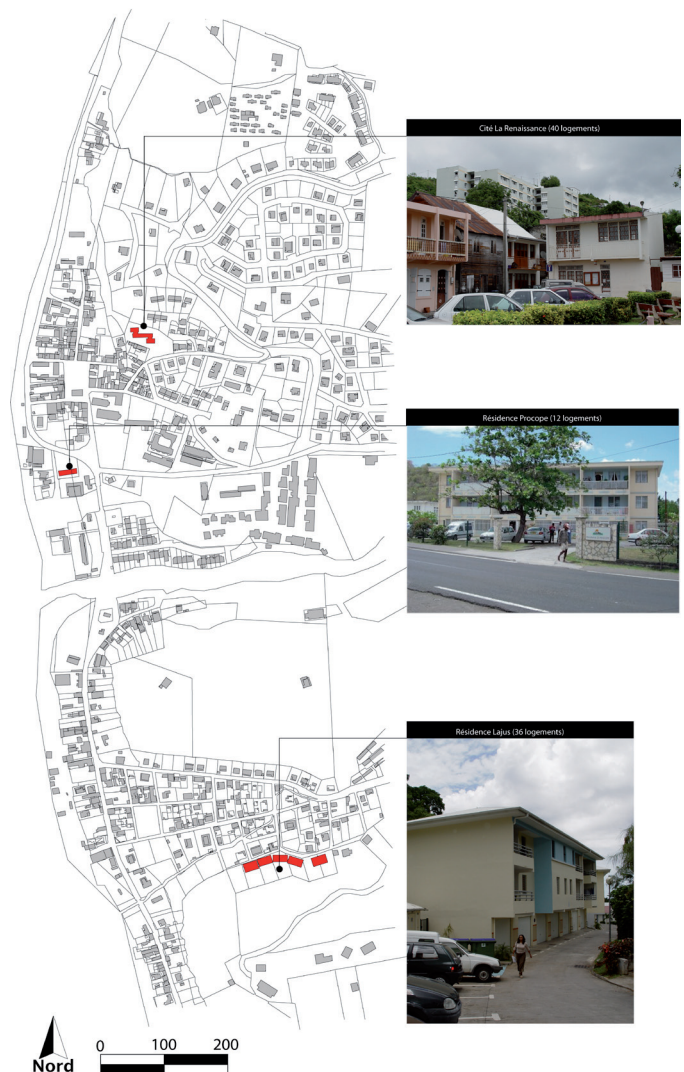 Cité La Renaissance (40 logements)
Résidence Procope (12 logements)
Résidence Lajus (36 logements)
Nord
0 100 200